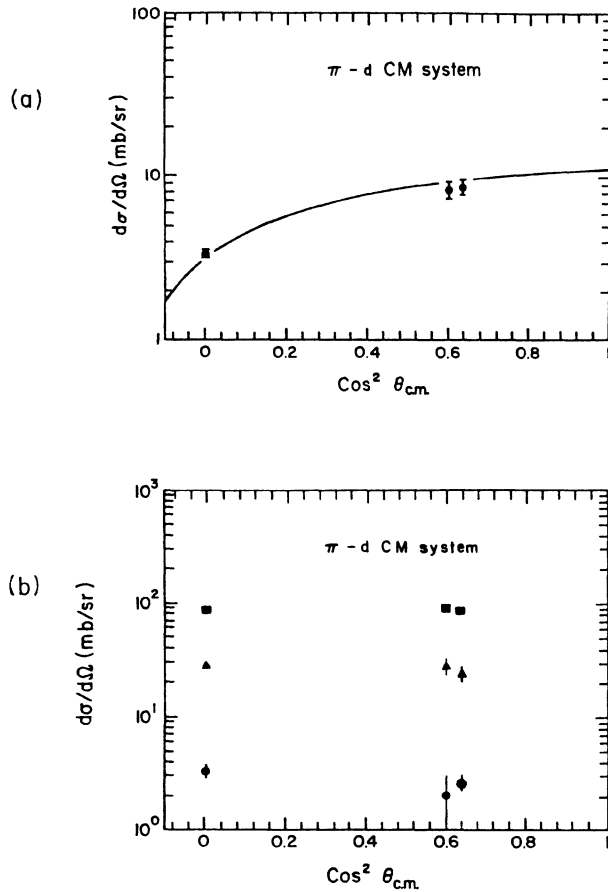 (a)
dσ/dΩ (mb/sr)
100
10
1
π - d CM system
0 0.2 0.4 0.6 0.8 1
Cos² θc.m.
(b)
dσ/dΩ (mb/sr)
10³
10²
10¹
10⁰
π - d CM system
0 0.2 0.4 0.6 0.8 1
Cos² θc.m.